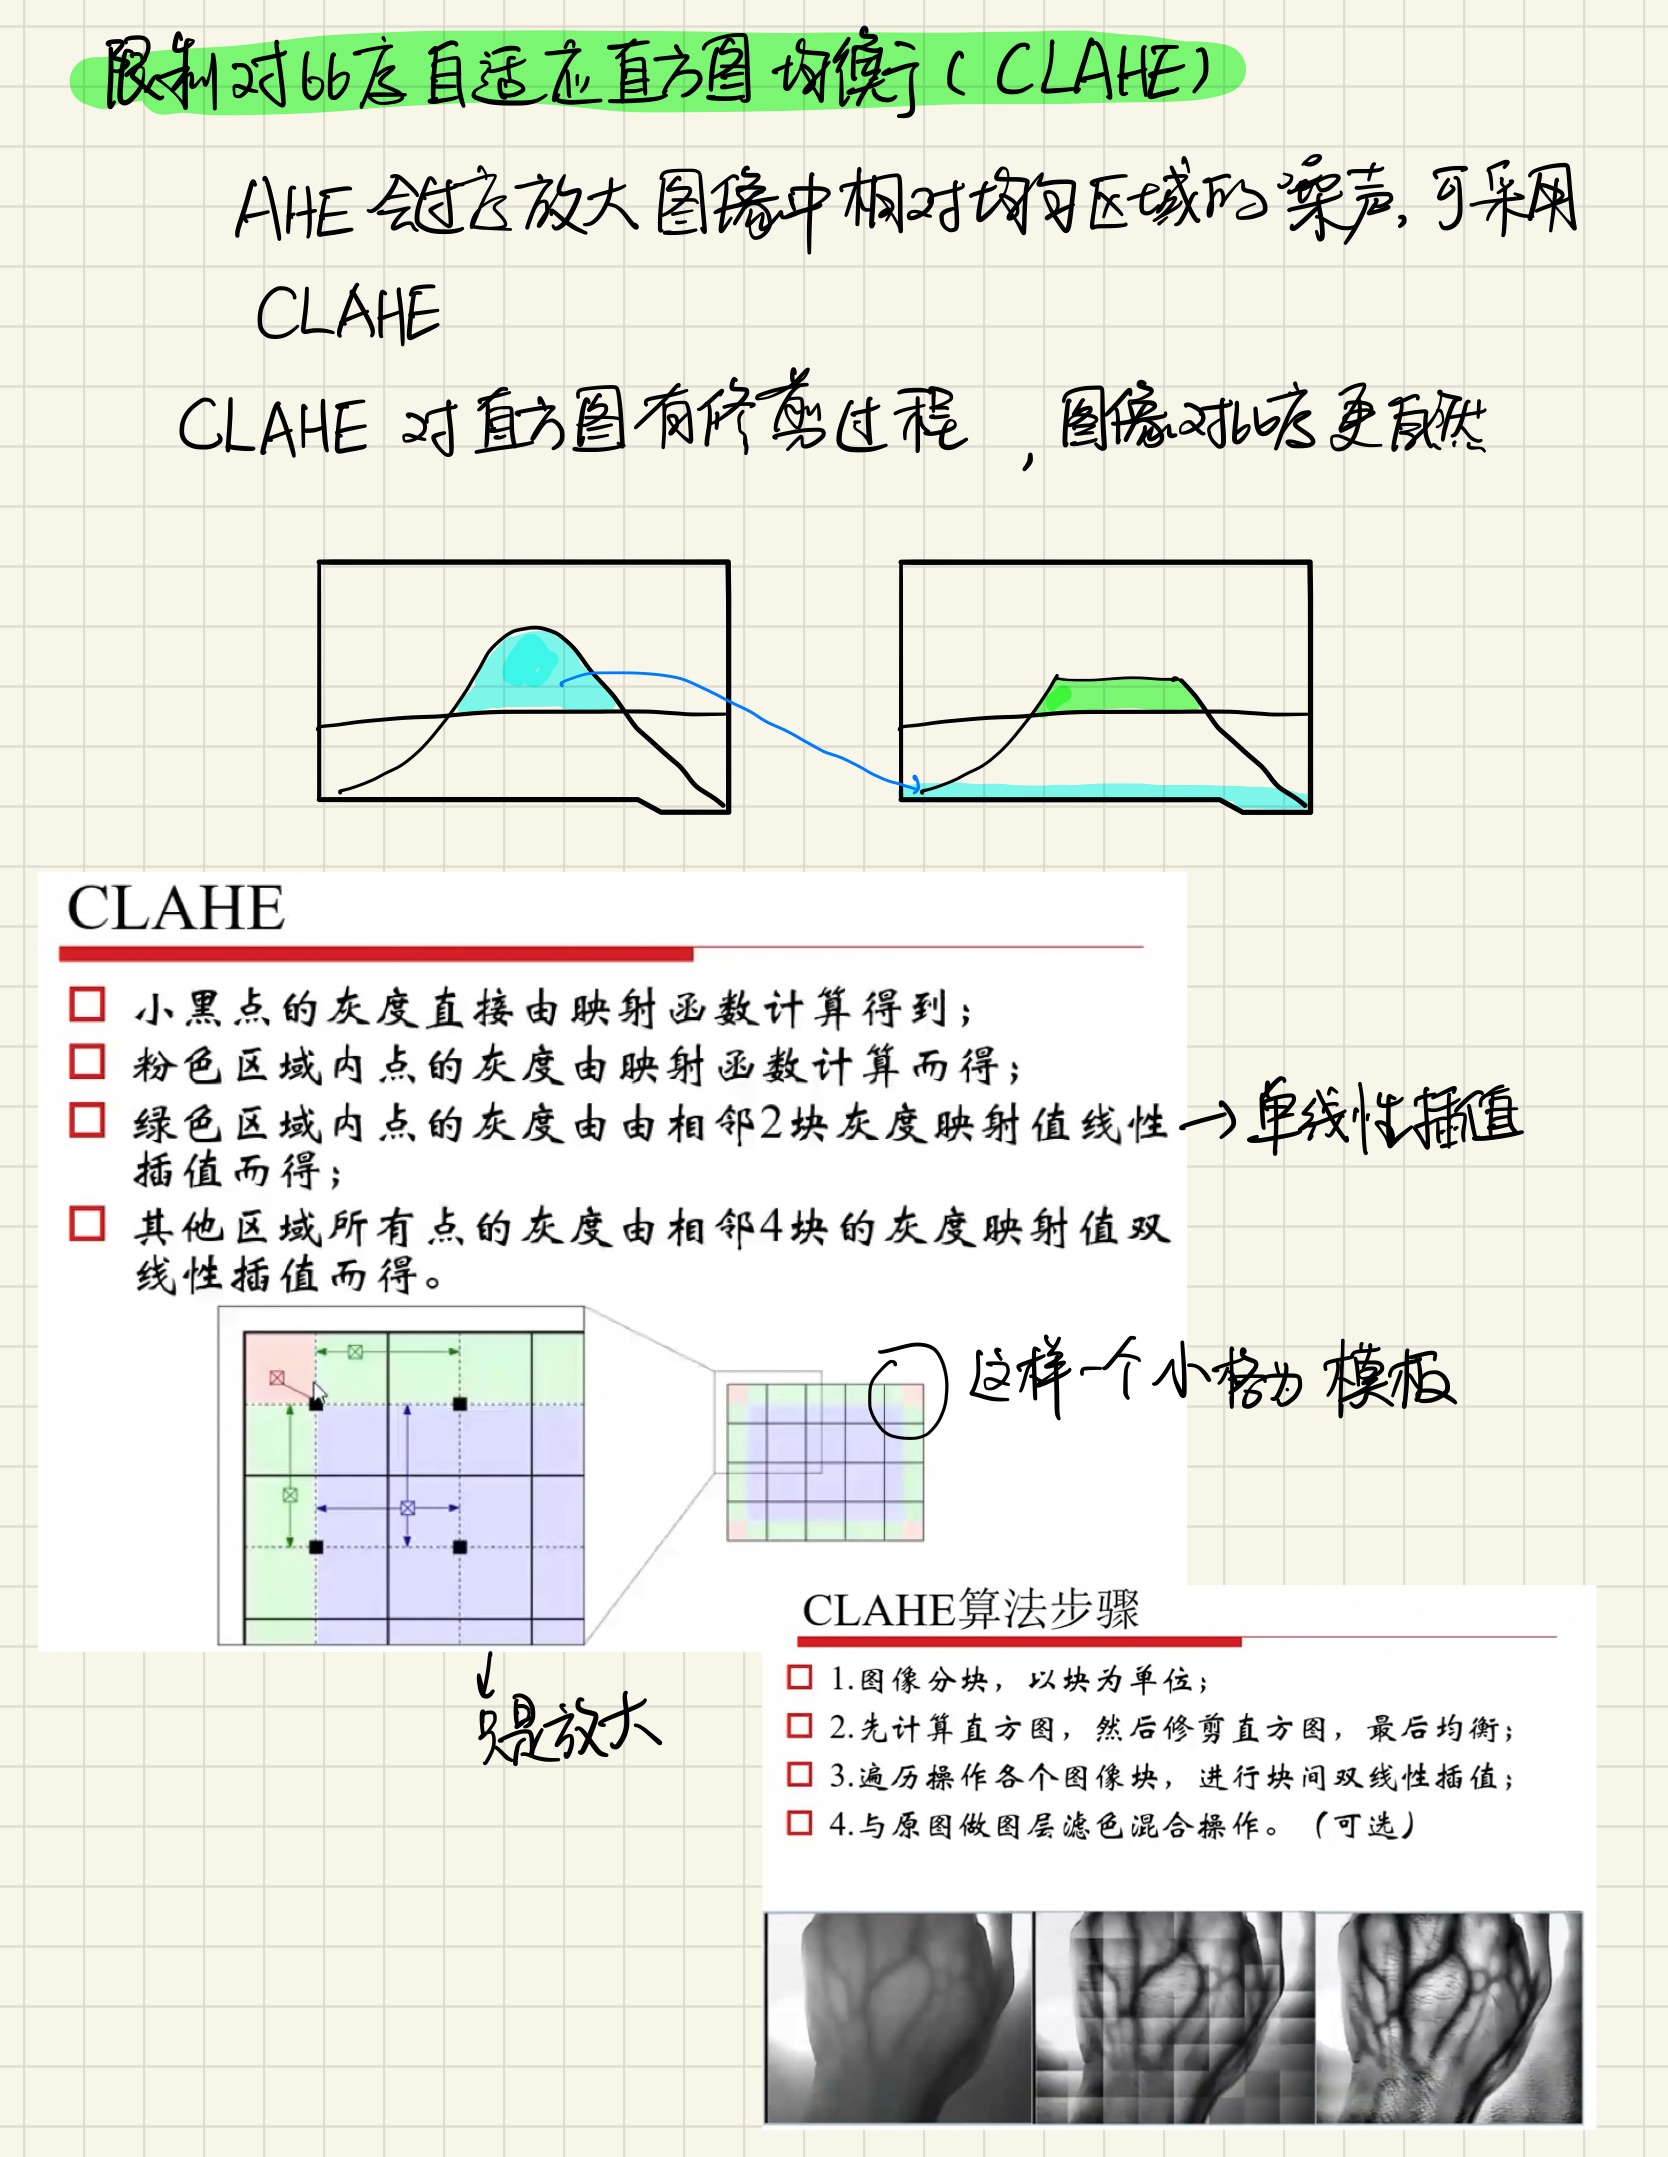 限制对比度自适应直方图均衡(CLAHE)
AHE会过度放大图像中相对均匀区域的噪声,可采用
CLAHE
CLAHE 对直方图有修剪过程,图像对比度更自然
CLAHE
小黑点的灰度直接由映射函数计算得到;
粉色区域内点的灰度由映射函数计算而得;
绿色区域内点的灰度由由相邻2块灰度映射值线性
插值而得;
→单线性插值
其他区域所有点的灰度由相邻4块的灰度映射值双
线性插值而得。
这样一个小格为模板
只是放大
CLAHE算法步骤
1.图像分块,以块为单位;
2.先计算直方图,然后修剪直方图,最后均衡;
3.遍历操作各个图像块,进行块间双线性插值;
4.与原图做图层滤色混合操作。(可选)